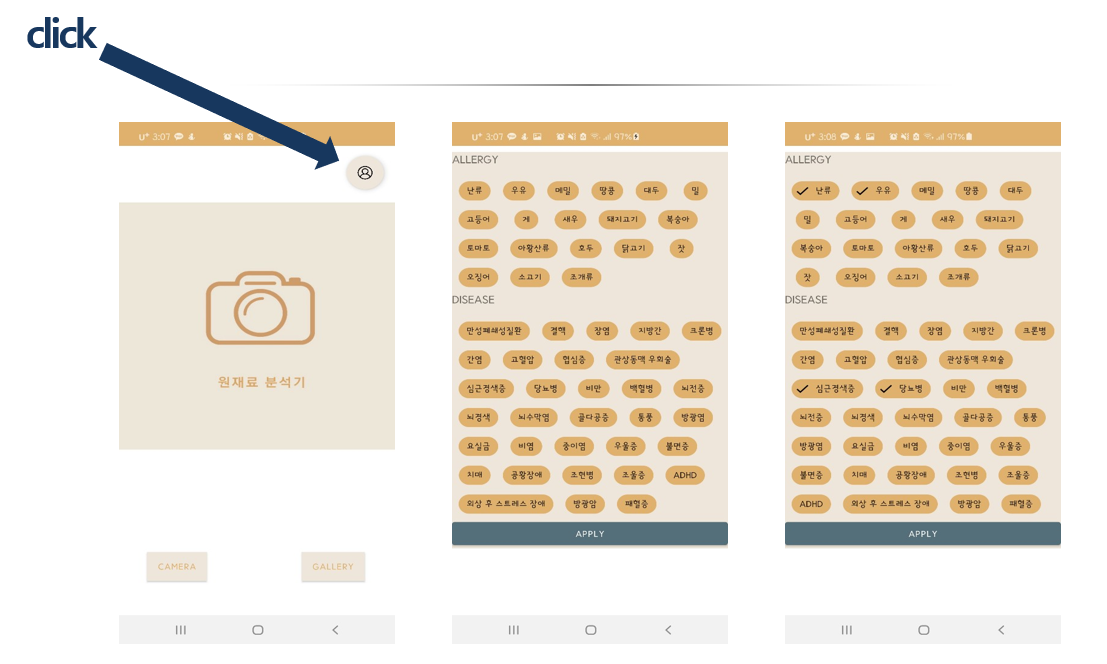 click
U+ 3:07
원재료 분석기
CAMERA
GALLERY
U+ 3:07 97%
ALLERGY
난류 우유 메밀 땅콩 대두 밀
고등어 게 새우 돼지고기 복숭아
토마토 아황산류 호두 닭고기 잣
오징어 소고기 조개류
DISEASE
만성폐쇄성질환 결핵 장염 지방간 크론병
간염 고혈압 협심증 관상동맥 우회술
심근경색증 당뇨병 비만 백혈병 뇌전증
뇌경색 뇌수막염 골다공증 통풍 방광염
요실금 비염 중이염 우울증 불면증
치매 공황장애 조현병 조울증 ADHD
외상 후 스트레스 장애 방광암 패혈증
APPLY
U+ 3:08 97%
ALLERGY
난류 우유 메밀 땅콩 대두
밀 고등어 게 새우 돼지고기
복숭아 토마토 아황산류 호두 닭고기
잣 오징어 소고기 조개류
DISEASE
만성폐쇄성질환 결핵 장염 지방간 크론병
간염 고혈압 협심증 관상동맥 우회술
심근경색증 당뇨병 비만 백혈병
뇌전증 뇌경색 뇌수막염 골다공증 통풍
방광염 요실금 비염 중이염 우울증
불면증 치매 공황장애 조현병 조울증
ADHD 외상 후 스트레스 장애 방광암 패혈증
APPLY